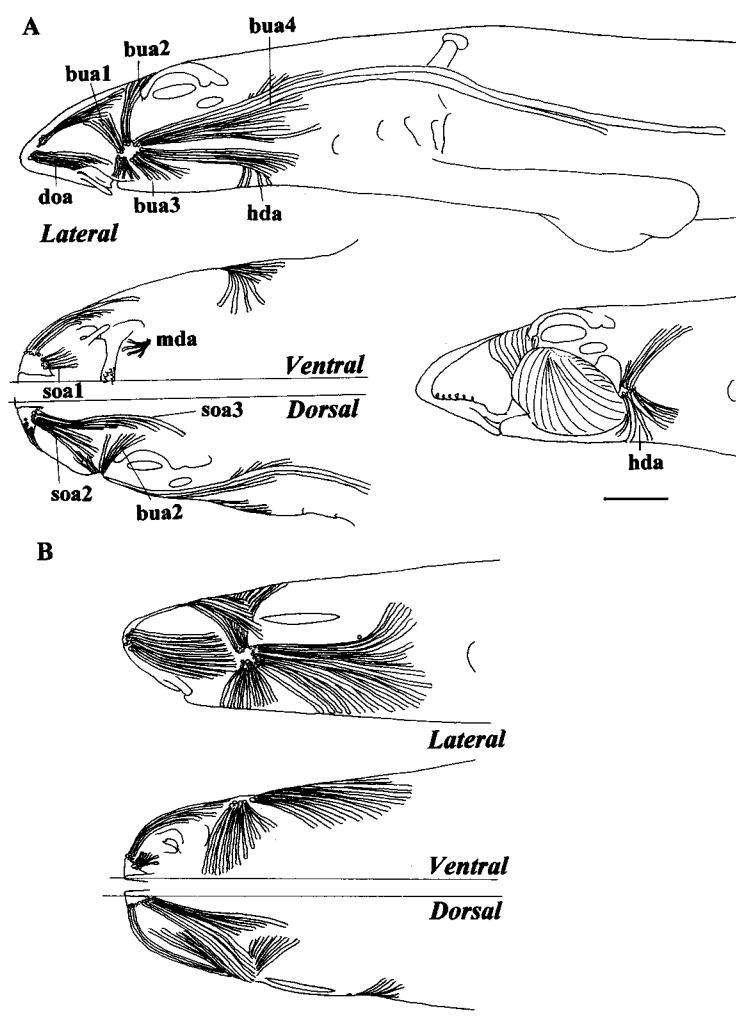 A
bua4
bua2
bua1
doa
bua3
hda
Lateral
mda
Ventral
soa1
Dorsal
soa3
soa2
bua2
hda
B
Lateral
Ventral
Dorsal